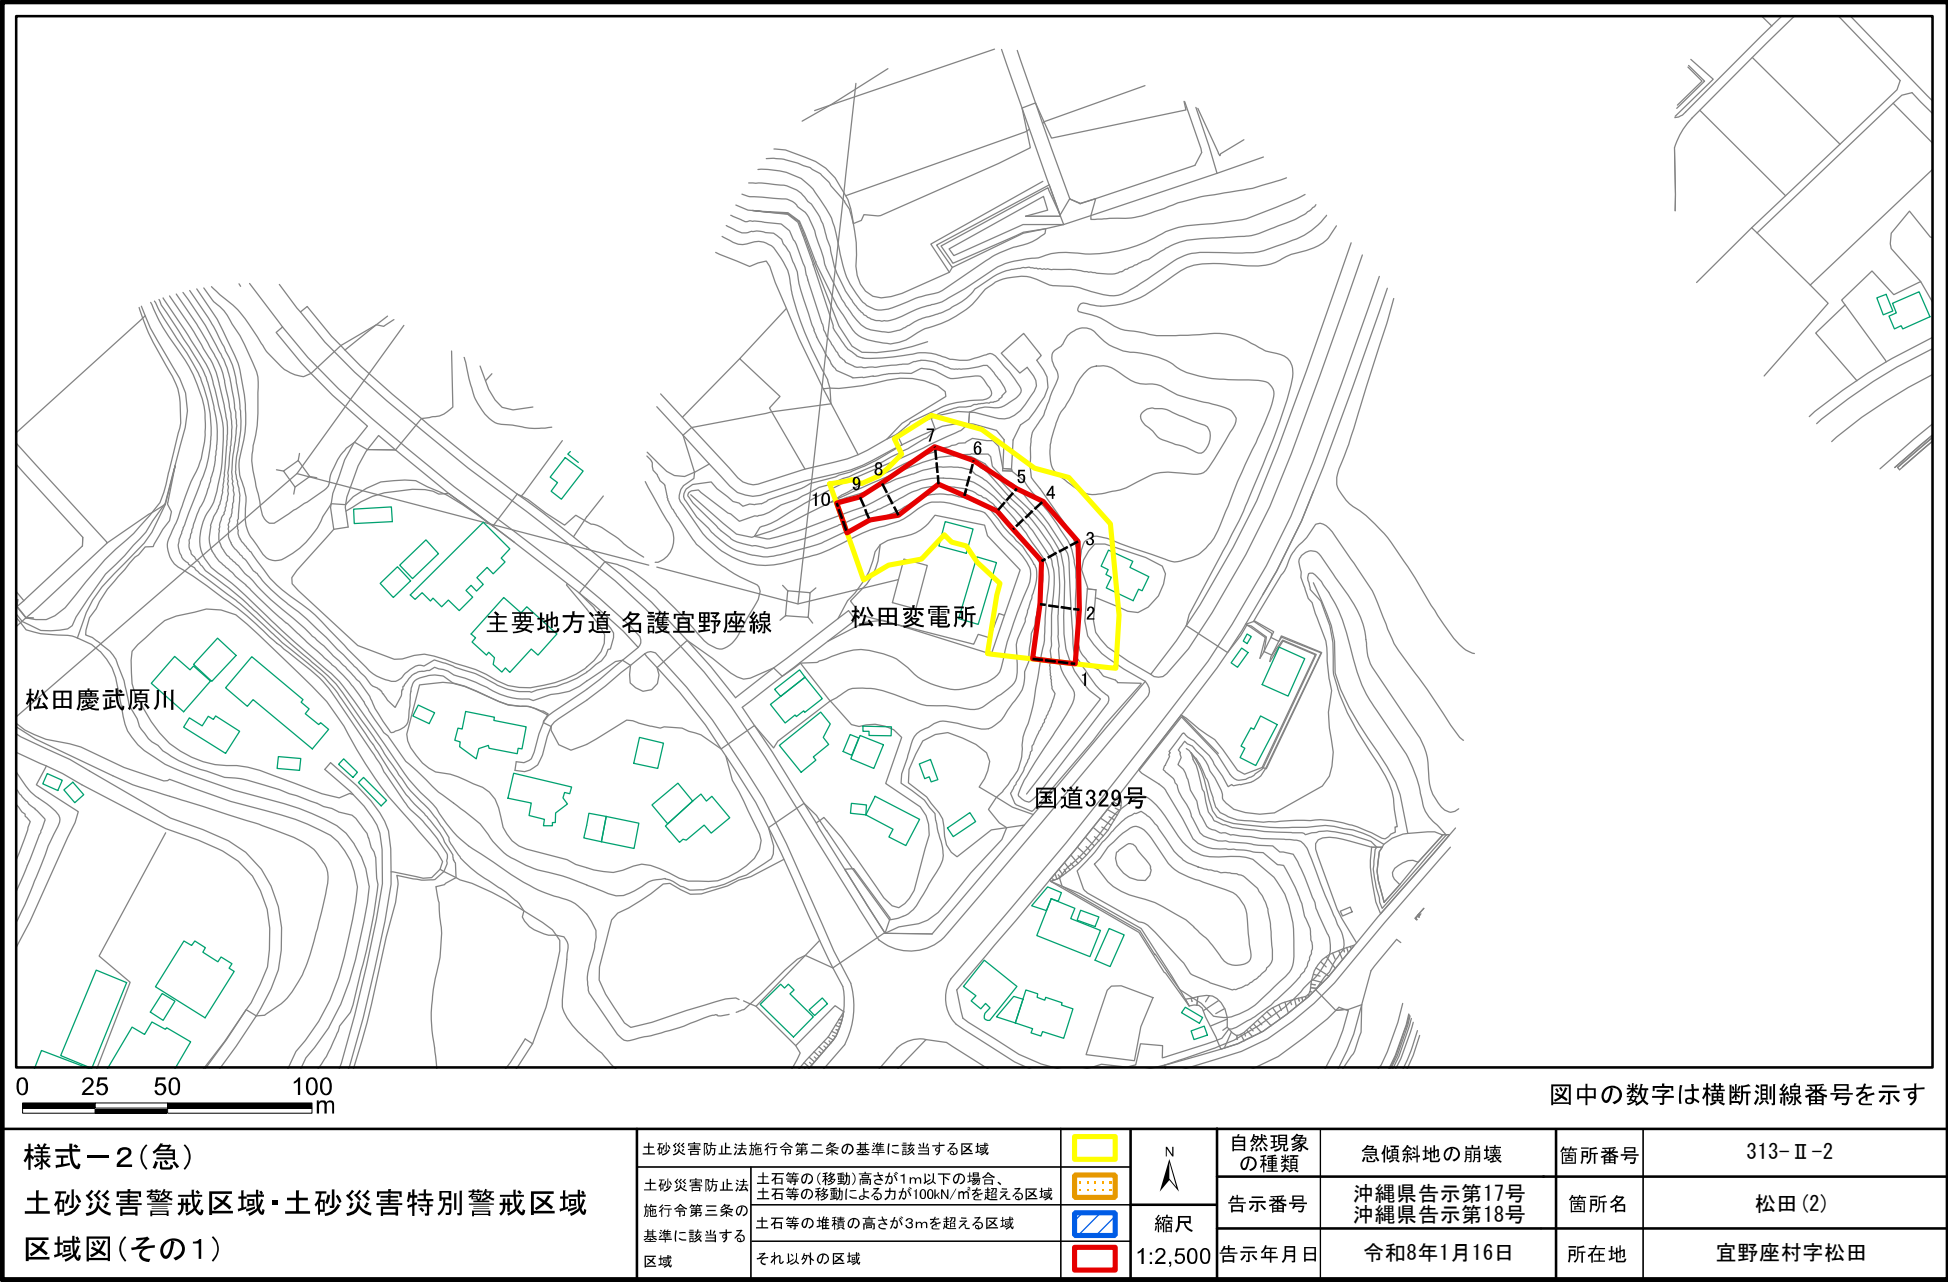 7
6
8
5
9
4
10
3
2
1
主要地方道 名護宜野座線
松田変電所
松田慶武原川
国道329号
0 25 50 100
m
図中の数字は横断測線番号を示す
様式－2(急)
土砂災害警戒区域・土砂災害特別警戒区域
区域図(その1)
土砂災害防止法施行令第二条の基準に該当する区域
土砂災害防止法
施行令第三条の
基準に該当する
区域
土石等の(移動)高さが1m以下の場合、
土石等の移動による力が100kN/㎡を超える区域
土石等の堆積の高さが3mを超える区域
それ以外の区域
N
縮尺
1:2,500
自然現象
の種類
急傾斜地の崩壊
箇所番号
313-Ⅱ-2
告示番号
沖縄県告示第17号
沖縄県告示第18号
箇所名
松田(2)
告示年月日
令和8年1月16日
所在地
宜野座村字松田